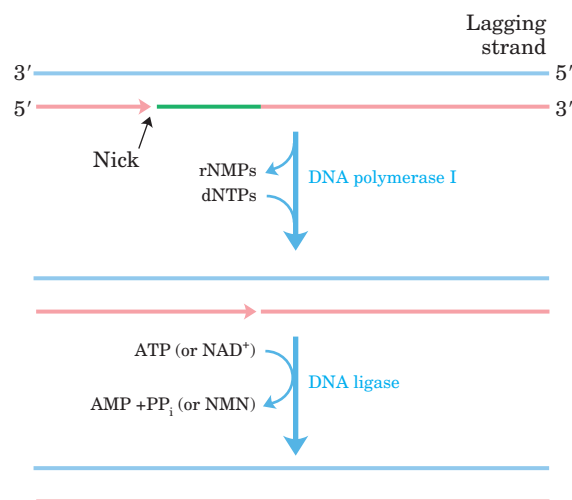 Lagging
strand
3′ 5′
5′ 3′
Nick
rNMPs
dNTPs
DNA polymerase I
ATP (or NAD⁺)
DNA ligase
AMP +PPᵢ (or NMN)